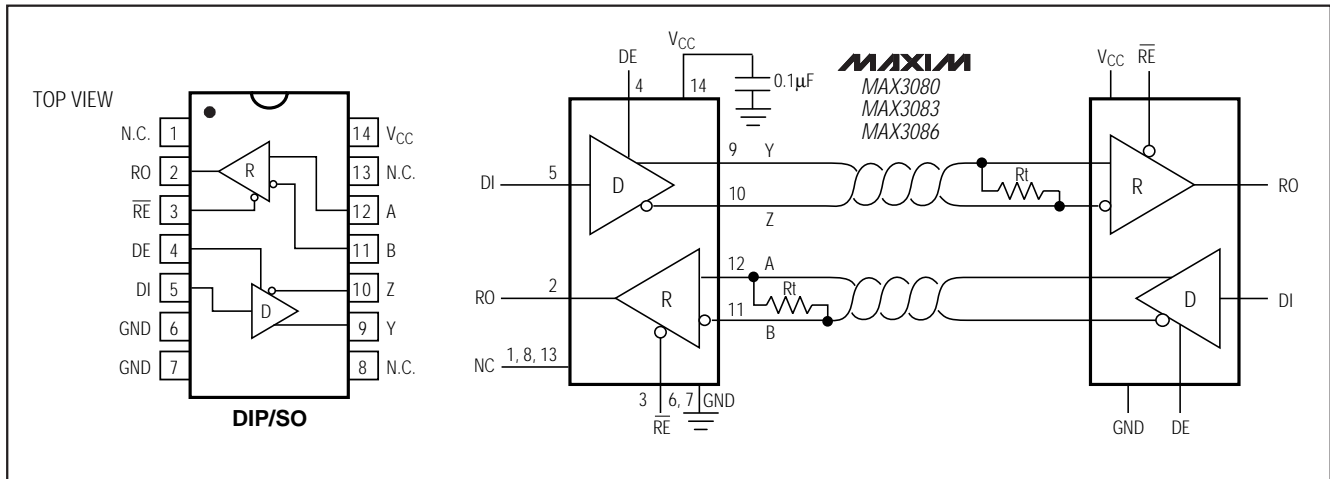 TOP VIEW
N.C. 1
RO 2
RE 3
DE 4
DI 5
GND 6
GND 7
14 VCC
13 N.C.
12 A
11 B
10 Z
9 Y
8 N.C.
R
D
DIP/SO
VCC
DE
4
14
0.1µF
MAXIM
MAX3080
MAX3083
MAX3086
VCC RE
DI 5
D
9 Y
10
Z
Rt
R
RO
RO 2
R
12 A
11
B
Rt
D
DI
NC 1, 8, 13
3 6, 7 GND
RE
GND DE